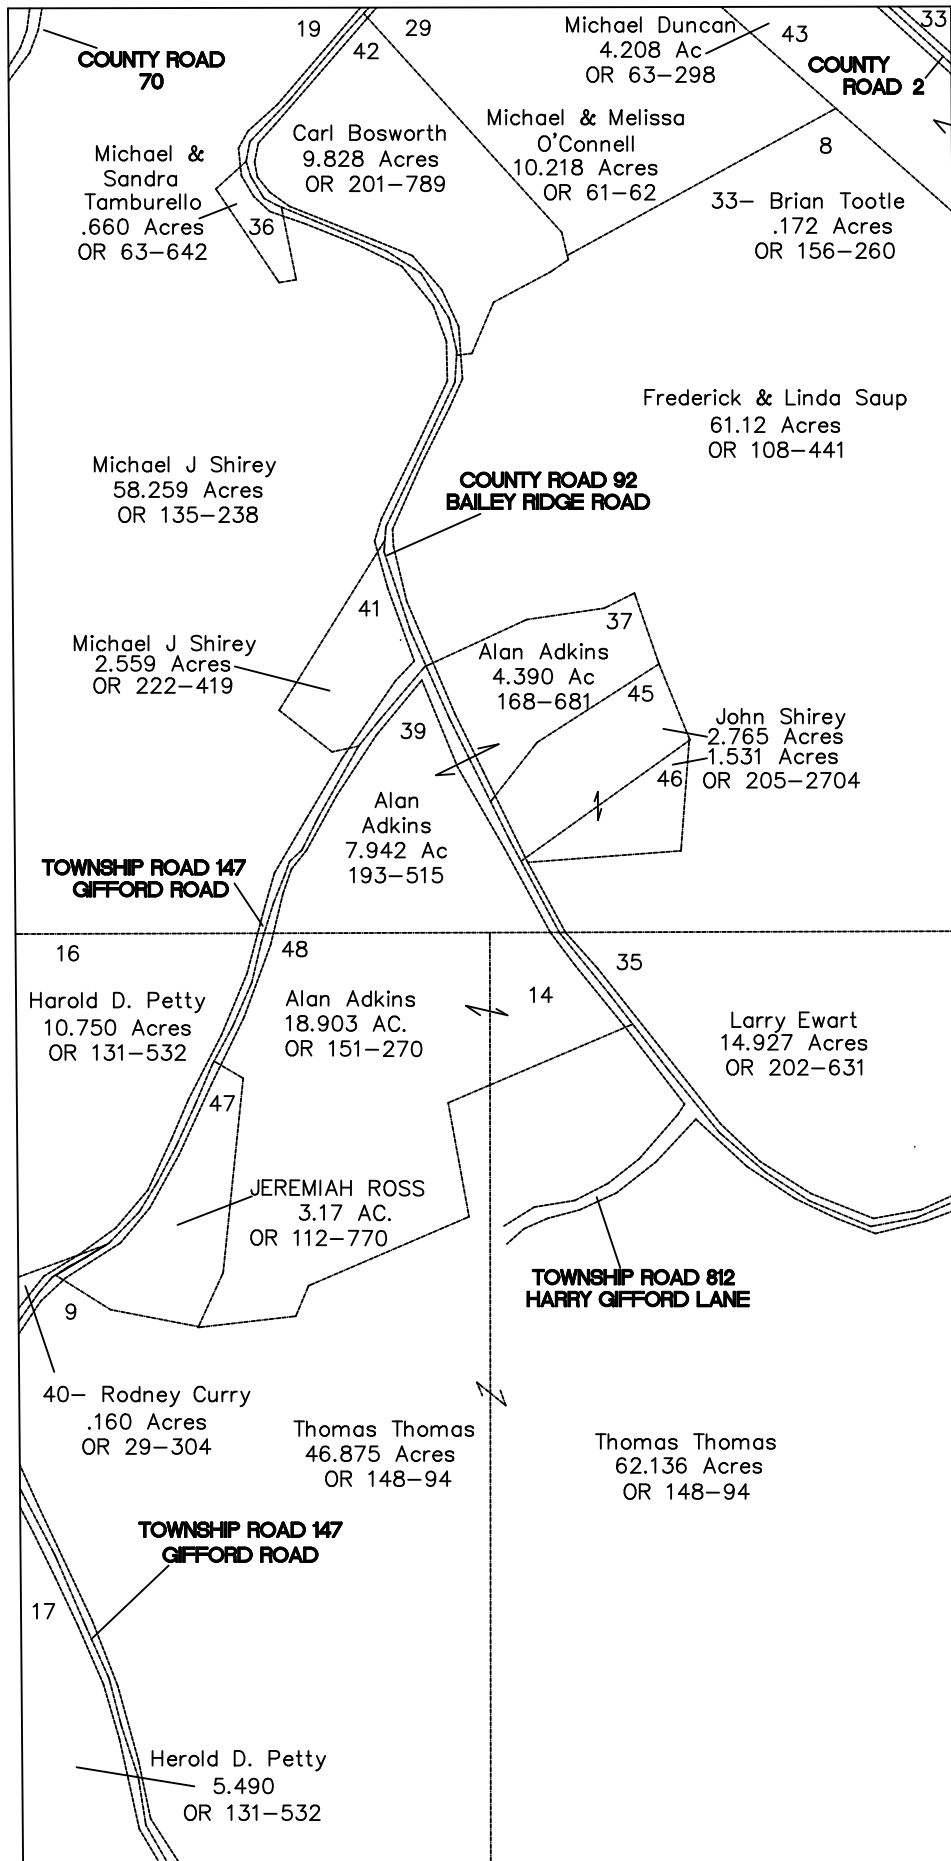 19
29
Michael Duncan
4.208 Ac
OR 63-298
43
33
COUNTY ROAD
70
42
COUNTY
ROAD 2
Michael &
Sandra
Tamburello
.660 Acres
OR 63-642
36
Carl Bosworth
9.828 Acres
OR 201-789
Michael & Melissa
O'Connell
10.218 Acres
OR 61-62
8
33- Brian Tootle
.172 Acres
OR 156-260
Frederick & Linda Saup
61.12 Acres
OR 108-441
Michael J Shirey
58.259 Acres
OR 135-238
COUNTY ROAD 92
BAILEY RIDGE ROAD
41
37
Michael J Shirey
2.559 Acres
OR 222-419
Alan Adkins
4.390 Ac
168-681
45
39
John Shirey
2.765 Acres
1.531 Acres
OR 205-2704
46
Alan
Adkins
7.942 Ac
193-515
TOWNSHIP ROAD 147
GIFFORD ROAD
16
48
35
14
Harold D. Petty
10.750 Acres
OR 131-532
Alan Adkins
18.903 AC.
OR 151-270
Larry Ewart
14.927 Acres
OR 202-631
47
JEREMIAH ROSS
3.17 AC.
OR 112-770
TOWNSHIP ROAD 812
HARRY GIFFORD LANE
9
40- Rodney Curry
.160 Acres
OR 29-304
Thomas Thomas
46.875 Acres
OR 148-94
Thomas Thomas
62.136 Acres
OR 148-94
TOWNSHIP ROAD 147
GIFFORD ROAD
17
Herold D. Petty
5.490
OR 131-532